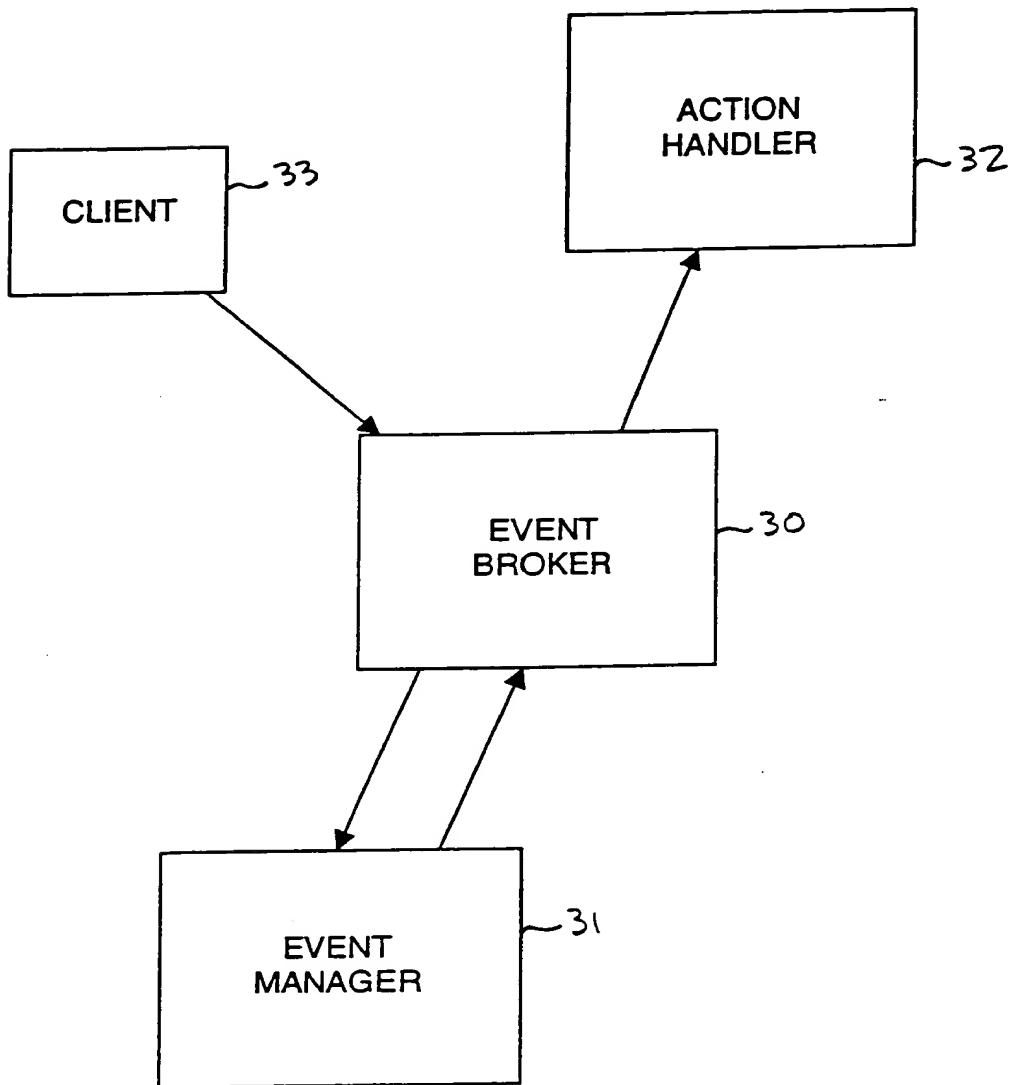 ACTION
HANDLER
32
CLIENT
33
EVENT
BROKER
30
EVENT
MANAGER
31